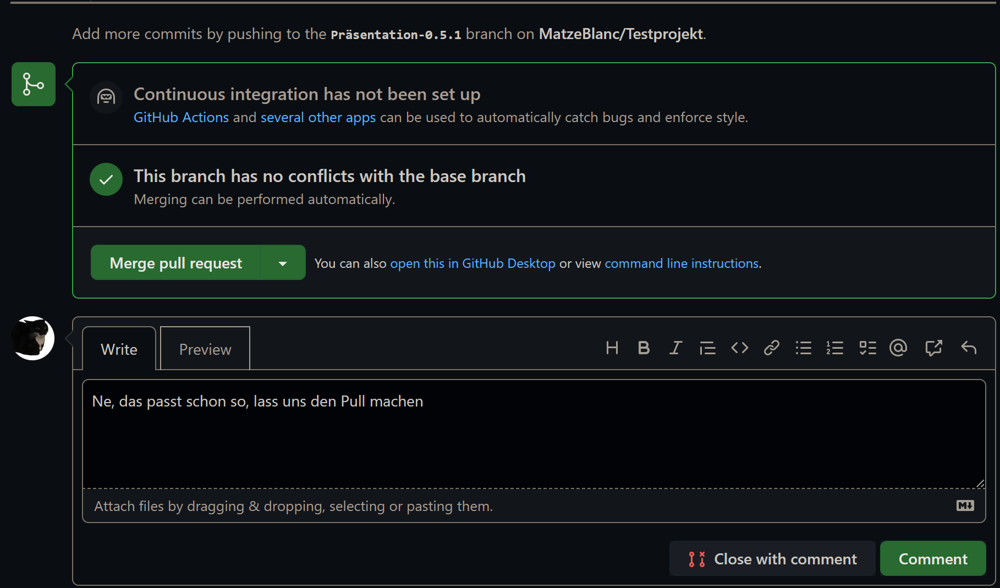 Add more commits by pushing to the Präsentation-0.5.1 branch on MatzeBlanc/Testprojekt.
Continuous integration has not been set up
GitHub Actions and several other apps can be used to automatically catch bugs and enforce style.
This branch has no conflicts with the base branch
Merging can be performed automatically.
Merge pull request You can also open this in GitHub Desktop or view command line instructions.
Write Preview
Ne, das passt schon so, lass uns den Pull machen
Attach files by dragging & dropping, selecting or pasting them.
Close with comment Comment